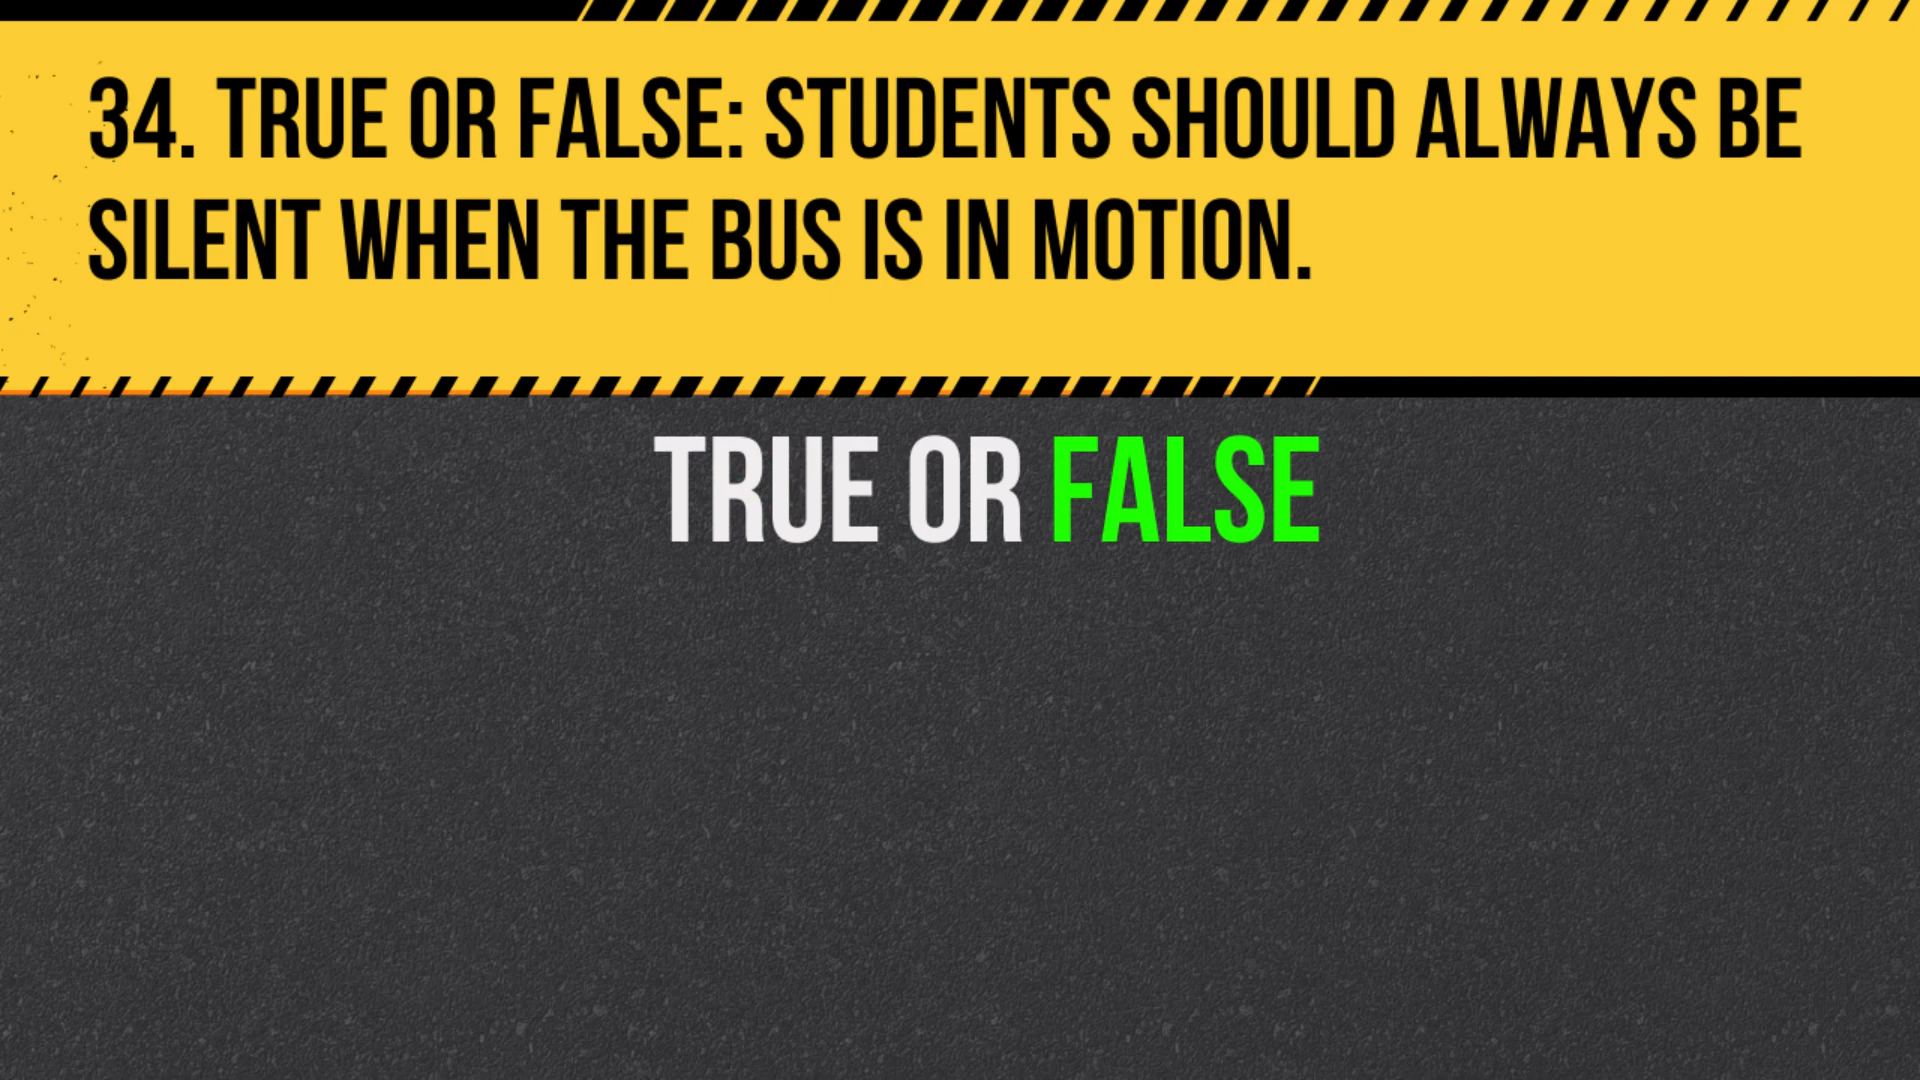 34. TRUE OR FALSE: STUDENTS SHOULD ALWAYS BE
SILENT WHEN THE BUS IS IN MOTION.
TRUE OR FALSE